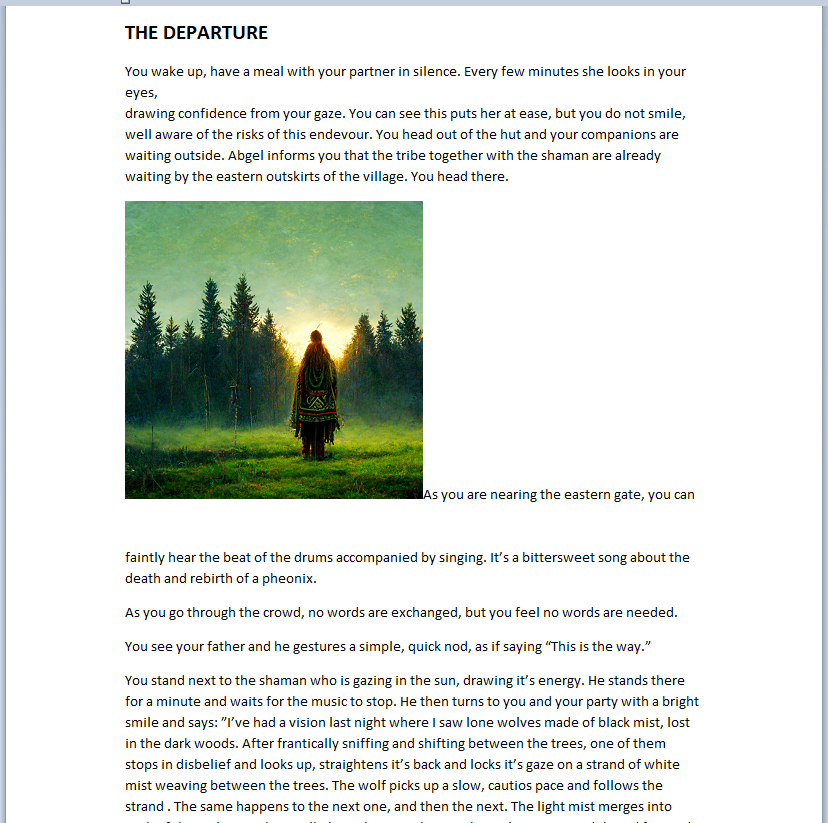 THE DEPARTURE
You wake up, have a meal with your partner in silence. Every few minutes she looks in your
eyes,
drawing confidence from your gaze. You can see this puts her at ease, but you do not smile,
well aware of the risks of this endevour. You head out of the hut and your companions are
waiting outside. Abgel informs you that the tribe together with the shaman are already
waiting by the eastern outskirts of the village. You head there.
As you are nearing the eastern gate, you can
faintly hear the beat of the drums accompanied by singing. It’s a bittersweet song about the
death and rebirth of a pheonix.
As you go through the crowd, no words are exchanged, but you feel no words are needed.
You see your father and he gestures a simple, quick nod, as if saying “This is the way.”
You stand next to the shaman who is gazing in the sun, drawing it’s energy. He stands there
for a minute and waits for the music to stop. He then turns to you and your party with a bright
smile and says: ”I’ve had a vision last night where I saw lone wolves made of black mist, lost
in the dark woods. After frantically sniffing and shifting between the trees, one of them
stops in disbelief and looks up, straightens it’s back and locks it’s gaze on a strand of white
mist weaving between the trees. The wolf picks up a slow, cautios pace and follows the
strand . The same happens to the next one, and then the next. The light mist merges into